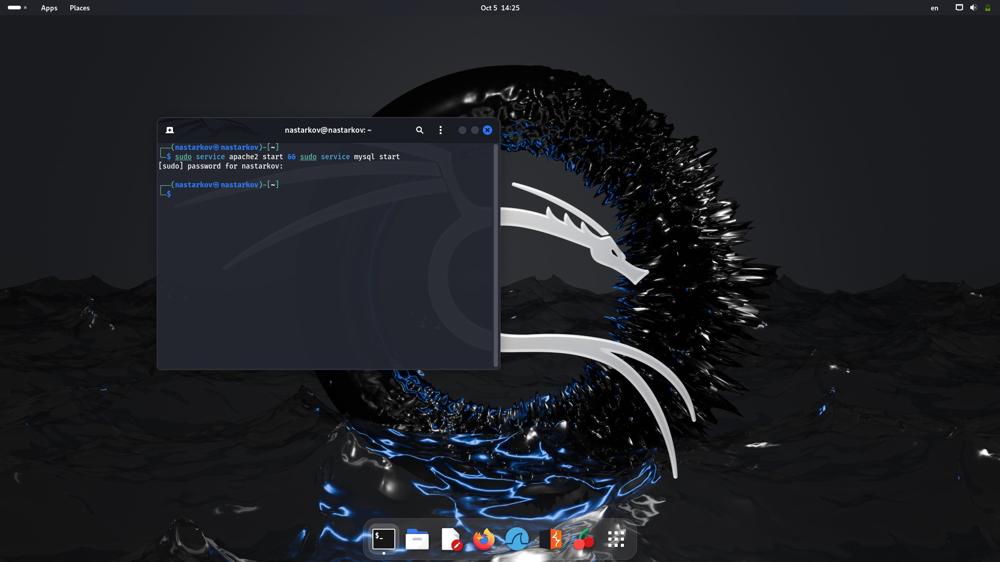 Apps Places Oct 5 14:25 en
nastarkov@nastarkov: ~
┌──(nastarkov㉿nastarkov)-[~]
└─$ sudo service apache2 start && sudo service mysql start
[sudo] password for nastarkov:
┌──(nastarkov㉿nastarkov)-[~]
└─$
$_